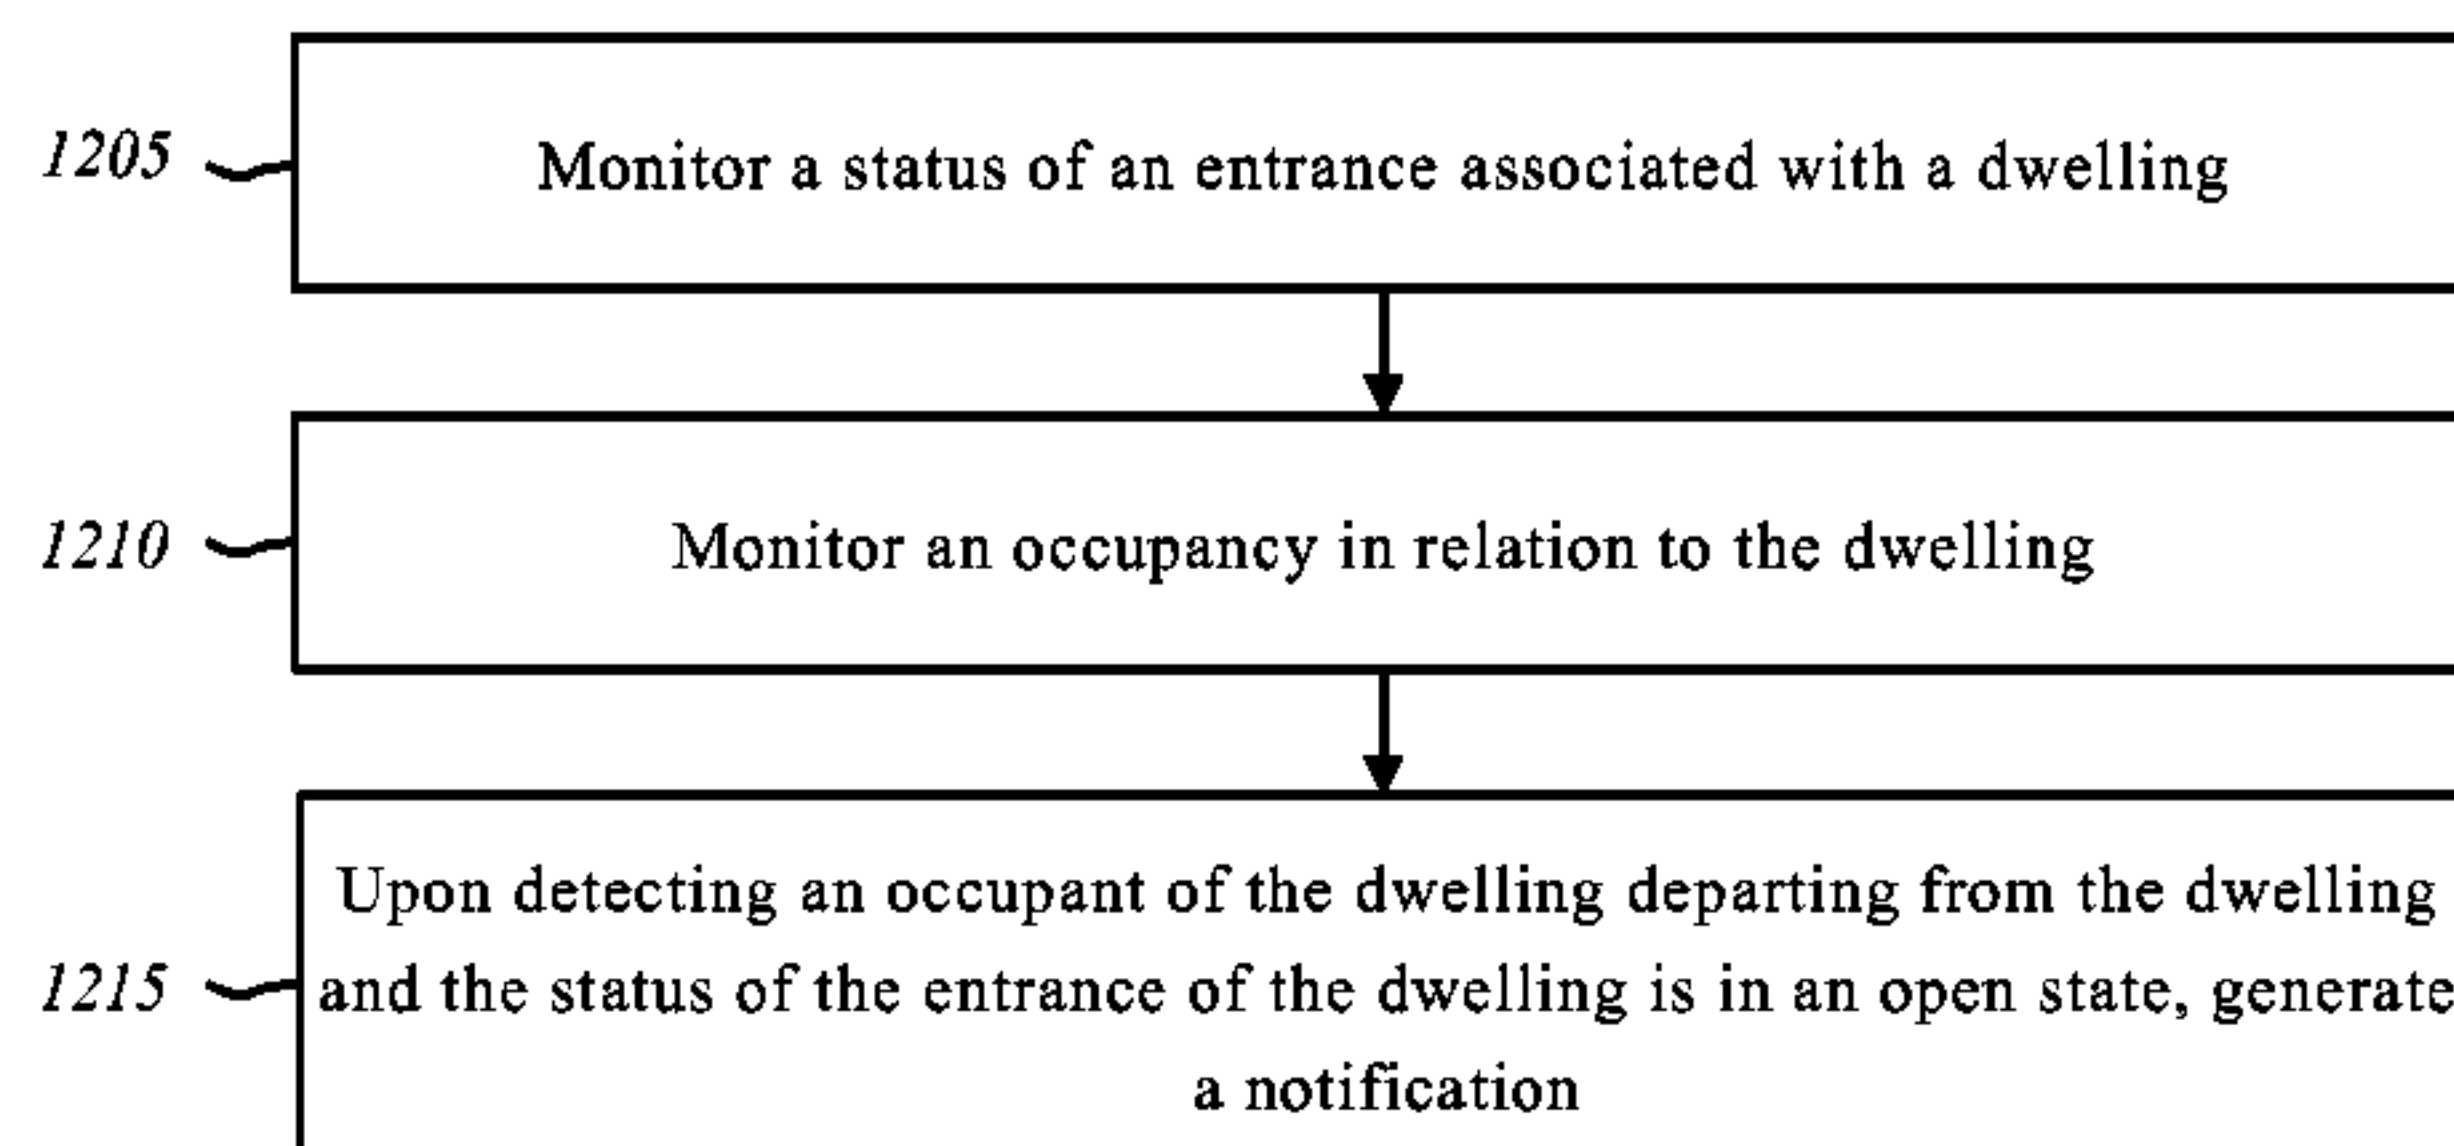 1205
Monitor a status of an entrance associated with a dwelling
1210
Monitor an occupancy in relation to the dwelling
Upon detecting an occupant of the dwelling departing from the dwelling
1215
and the status of the entrance of the dwelling is in an open state, generate
a notification